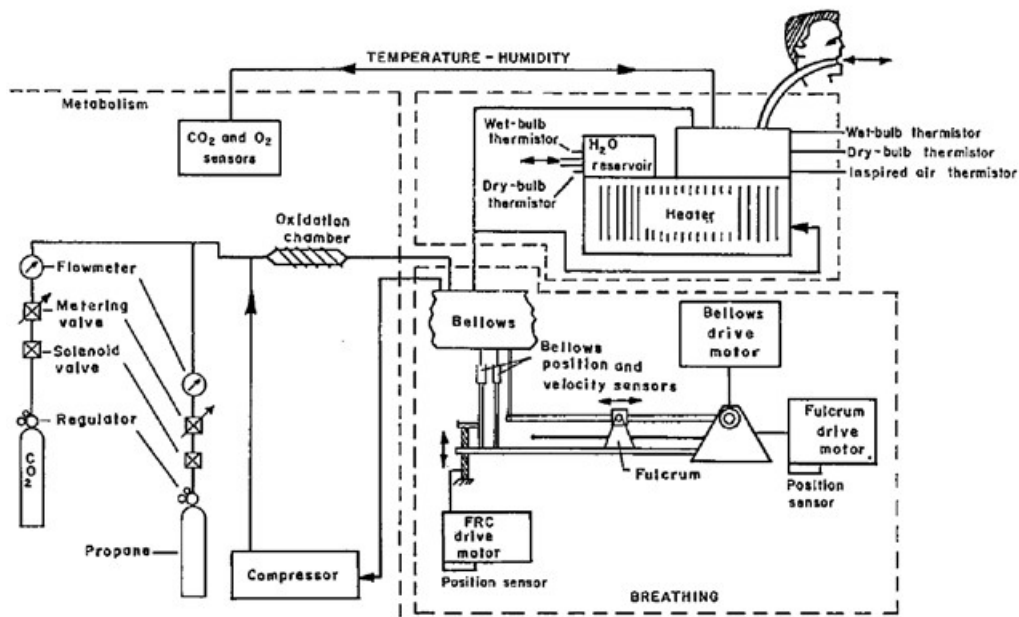 TEMPERATURE - HUMIDITY
Metabolism
CO2 and O2
sensors
Wet-bulb
thermistor
H2O
reservoir
Dry-bulb
thermistor
Heater
Wet-bulb thermistor
Dry-bulb thermistor
Inspired air thermistor
Oxidation
chamber
Flowmeter
Metering
valve
Solenoid
valve
Regulator
CO2
Propane
Compressor
Bellows
Bellows
position and
velocity sensors
Bellows
drive
motor
Fulcrum
drive
motor
Position
sensor
Fulcrum
FRC
drive
motor
Position sensor
BREATHING